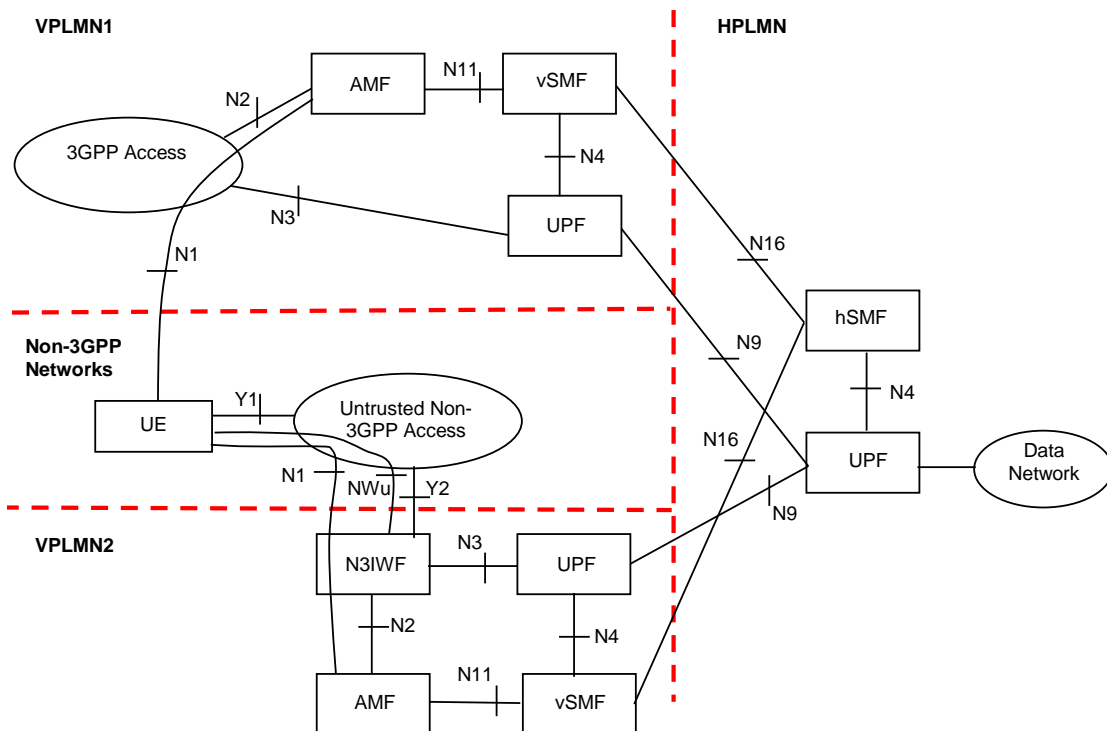 VPLMN1
HPLMN
AMF
N11
vSMF
N2
3GPP Access
N4
N3
UPF
N1
N16
hSMF
Non-3GPP
Networks
N9
N4
Y1
Untrusted Non-
3GPP Access
UE
N16
UPF
Data
Network
N1
NWu
Y2
N9
VPLMN2
N3
N3IWF
UPF
N2
N4
N11
AMF
vSMF